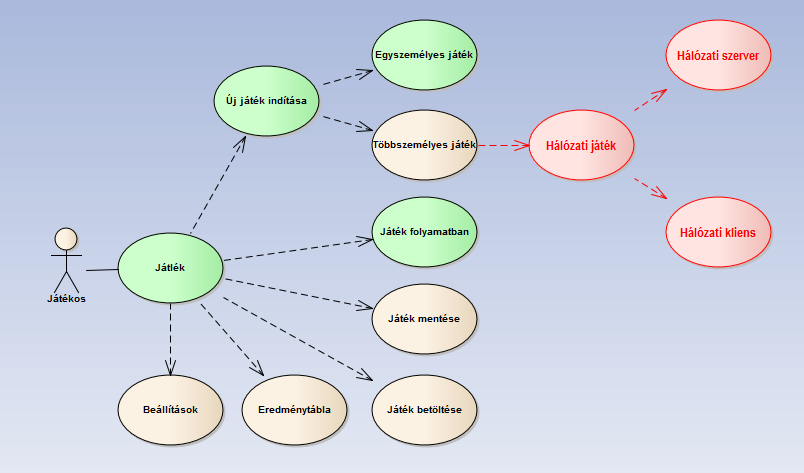 Egyszemélyes játék
Hálózati szerver
Új játék indítása
Többszemélyes játék
Hálózati játék
Játék folyamatban
Hálózati kliens
Játlék
Játékos
Játék mentése
Beállítások
Eredménytábla
Játék betöltése